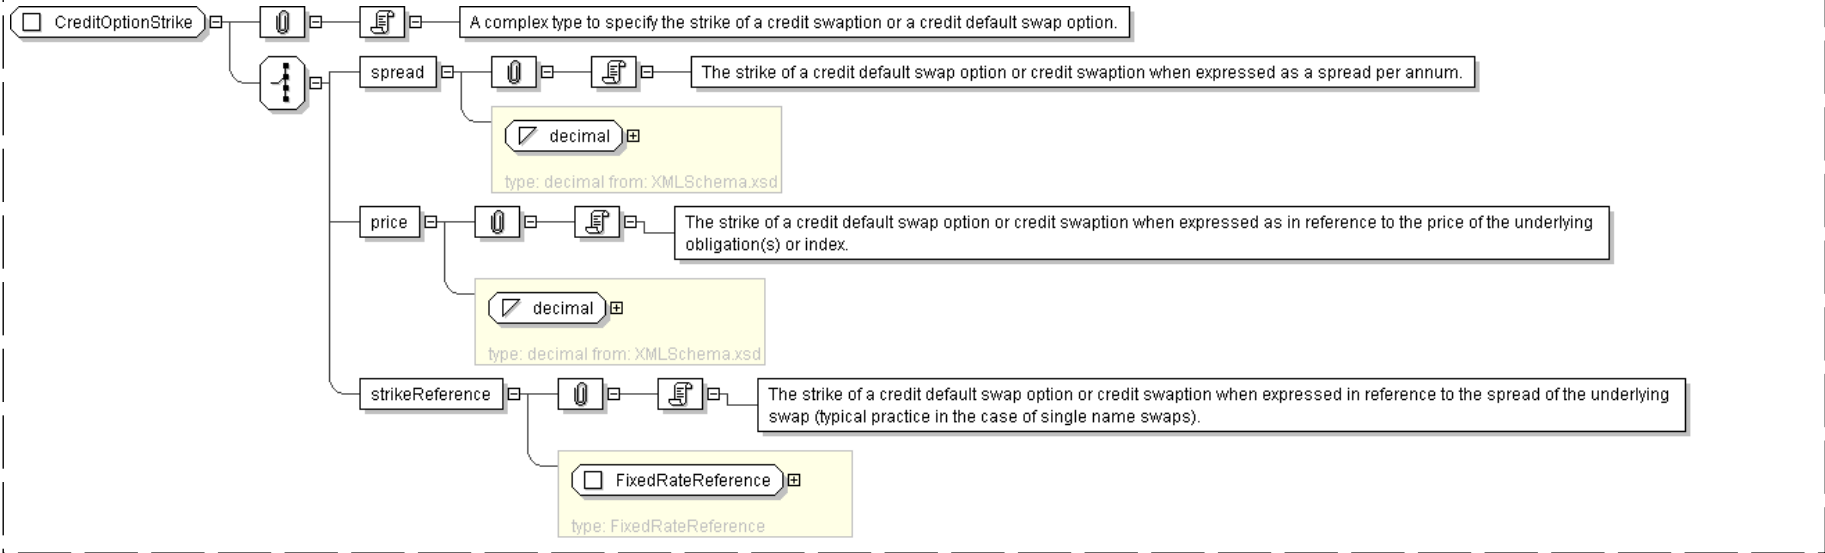 CreditOptionStrike
A complex type to specify the strike of a credit swaption or a credit default swap option.
spread
The strike of a credit default swap option or credit swaption when expressed as a spread per annum.
decimal
type: decimal from: XMLSchema.xsd
price
The strike of a credit default swap option or credit swaption when expressed as in reference to the price of the underlying
obligation(s) or index.
decimal
type: decimal from: XMLSchema.xsd
strikeReference
The strike of a credit default swap option or credit swaption when expressed in reference to the spread of the underlying
swap (typical practice in the case of single name swaps).
FixedRateReference
type: FixedRateReference